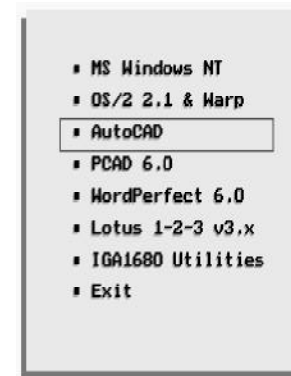 ▪ MS Windows NT
▪ OS/2 2.1 & Warp
▪ AutoCAD
▪ PCAD 6.0
▪ WordPerfect 6.0
▪ Lotus 1-2-3 v3.x
▪ IGA1680 Utilities
▪ Exit